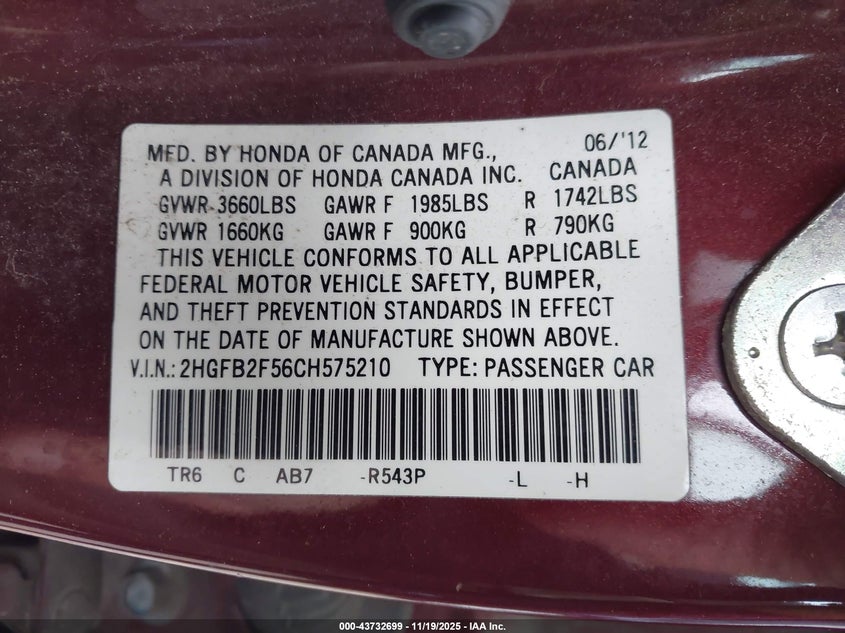 MFD. BY HONDA OF CANADA MFG., 06/'12
A DIVISION OF HONDA CANADA INC. CANADA
GVWR 3660LBS GAWR F 1985LBS R 1742LBS
GVWR 1660KG GAWR F 900KG R 790KG
THIS VEHICLE CONFORMS TO ALL APPLICABLE
FEDERAL MOTOR VEHICLE SAFETY, BUMPER,
AND THEFT PREVENTION STANDARDS IN EFFECT
ON THE DATE OF MANUFACTURE SHOWN ABOVE.
V.I.N.: 2HGFB2F56CH575210 TYPE: PASSENGER CAR
TR6 C AB7 -R543P -L -H
000-43732699 - 11/19/2025 - IAA Inc.